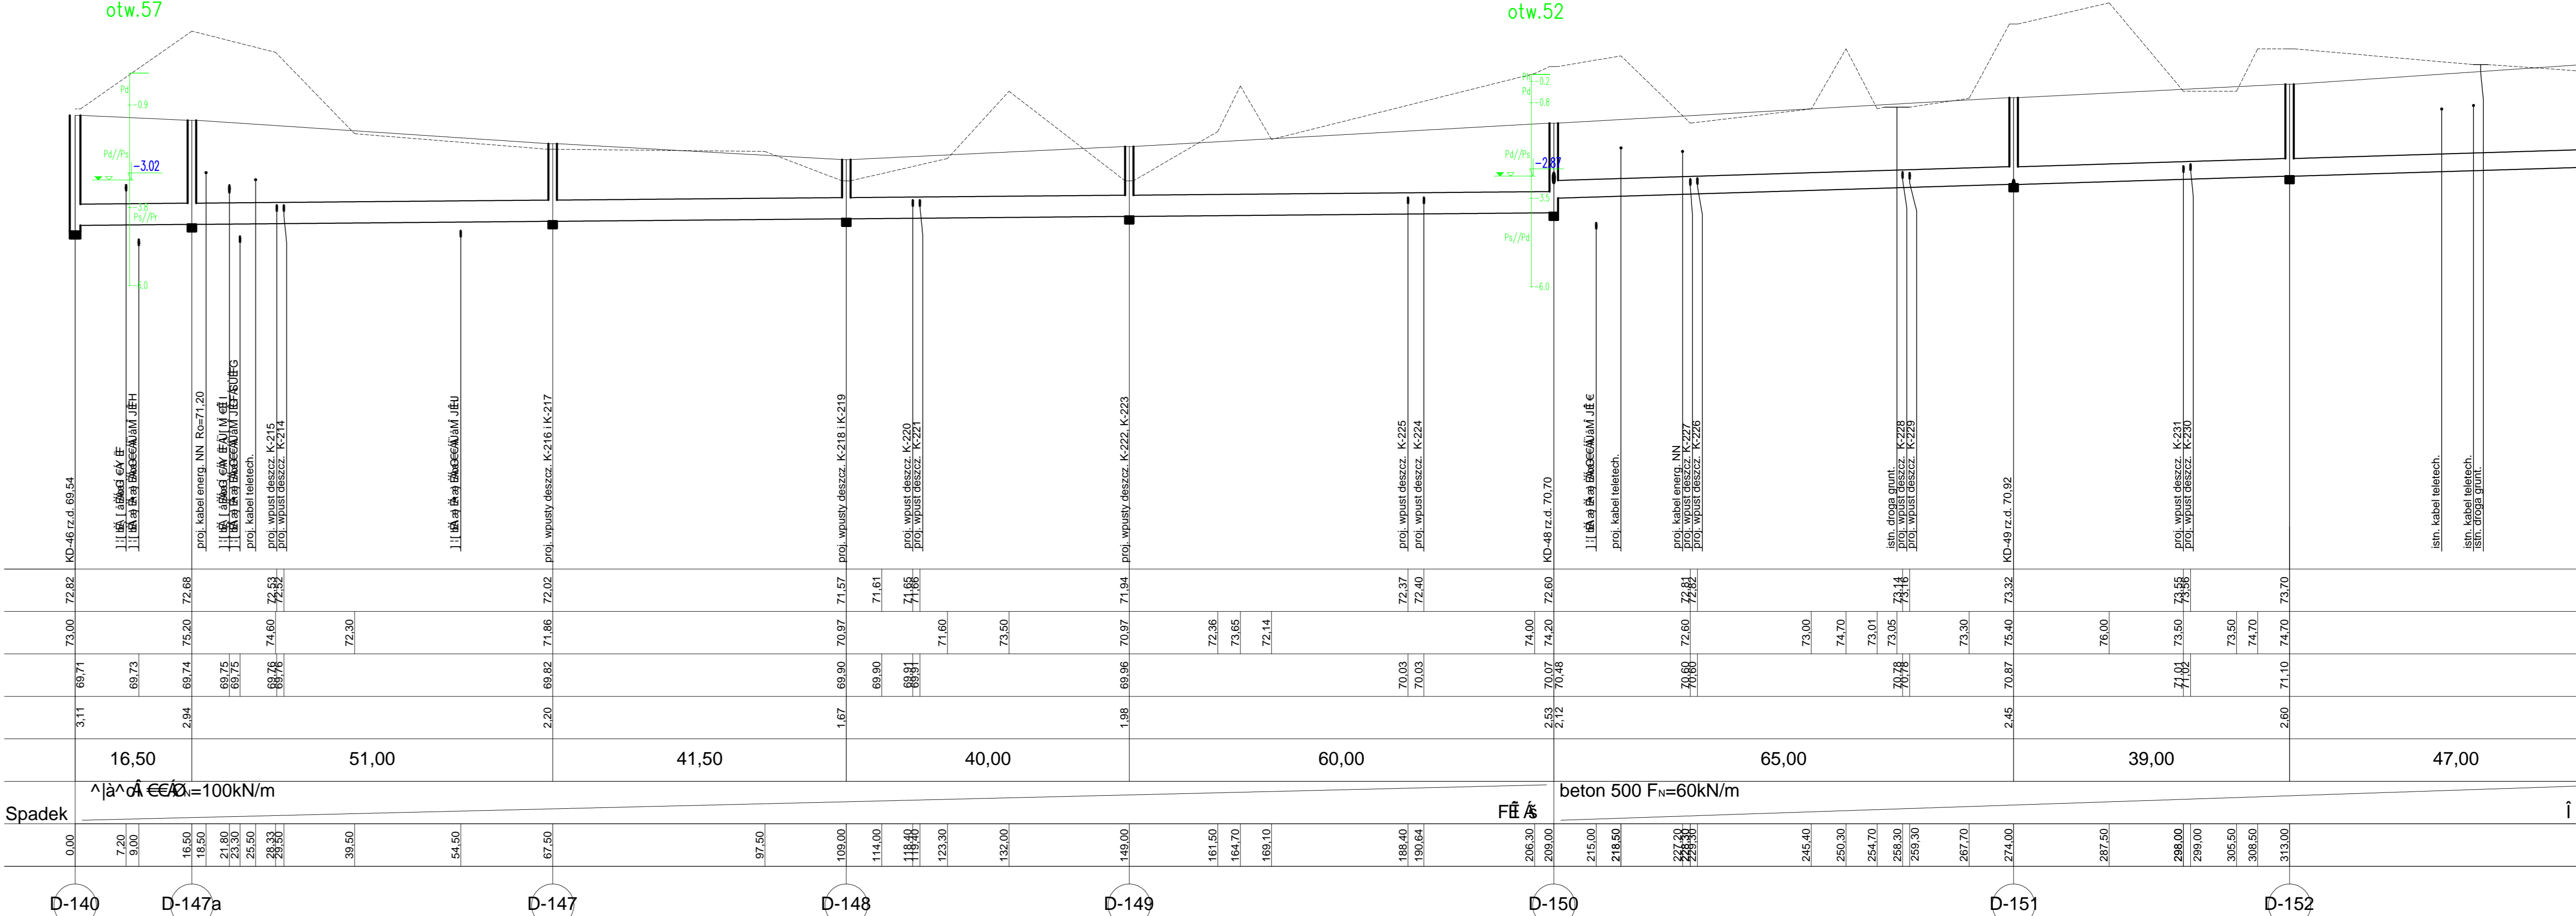 otw.57
otw.52
Pd
-0.9
Pd//Ps
-3.02
-3.8
Ps//Pr
-6.0
-0.2
Pd
-0.8
Pd//Ps
-2.87
-3.5
Ps//Pd
-6.0
KD-46 rz.d. 69.54
proj. kabel energ. NN Ro=71,20
proj. kabel teletech.
proj. wpust deszcz. K-215
proj. wpust deszcz. K-214
proj. wpusty deszcz. K-216 i K-217
proj. wpusty deszcz. K-218 i K-219
proj. wpust deszcz. K-220
proj. wpust deszcz. K-221
proj. wpusty deszcz. K-222, K-223
proj. wpust deszcz. K-225
proj. wpust deszcz. K-224
KD-48 rz.d. 70,70
proj. kabel teletech.
proj. kabel energ. NN
proj. wpust deszcz. K-227
proj. wpust deszcz. K-226
istn. droga grunt.
proj. wpust deszcz. K-228
proj. wpust deszcz. K-229
KD-49 rz.d. 70,92
proj. wpust deszcz. K-231
proj. wpust deszcz. K-230
istn. kabel teletech.
istn. kabel teletech.
istn. droga grunt.
72,82 72,68 72,53 72,52 72,02 71,57 71,61 71,65 71,66 71,94 72,37 72,40 72,60 72,81 72,82 73,14 73,16 73,32 73,55 73,56 73,70
73,00 75,20 74,60 72,30 71,86 70,97 71,60 73,50 70,97 72,36 73,65 72,14 74,00 74,20 72,60 73,00 74,70 73,01 73,05 73,30 75,40 76,00 73,50 73,50 74,70 74,70
69,71 69,73 69,74 69,75 69,75 69,76 69,76 69,82 69,90 69,90 69,91 69,91 69,96 70,03 70,03 70,07 70,48 70,60 70,60 70,78 70,78 70,87 71,01 71,02 71,10
3,11 2,94 2,20 1,67 1,98 2,53 2,12 2,45 2,60
16,50 51,00 41,50 40,00 60,00 65,00 39,00 47,00
=100kN/m beton 500 FN=60kN/m
Spadek
0,00 7,20 9,00 16,50 18,50 21,80 23,30 25,50 28,33 29,50 39,50 54,50 67,50 97,50 109,00 114,00 118,40 119,40 123,30 132,00 149,00 161,50 164,70 169,10 188,40 190,64 206,30 209,00 215,00 218,50 227,20 229,30 245,40 250,30 254,70 258,30 259,30 267,70 274,00 287,50 298,00 299,00 305,50 308,50 313,00
D-140 D-147a D-147 D-148 D-149 D-150 D-151 D-152